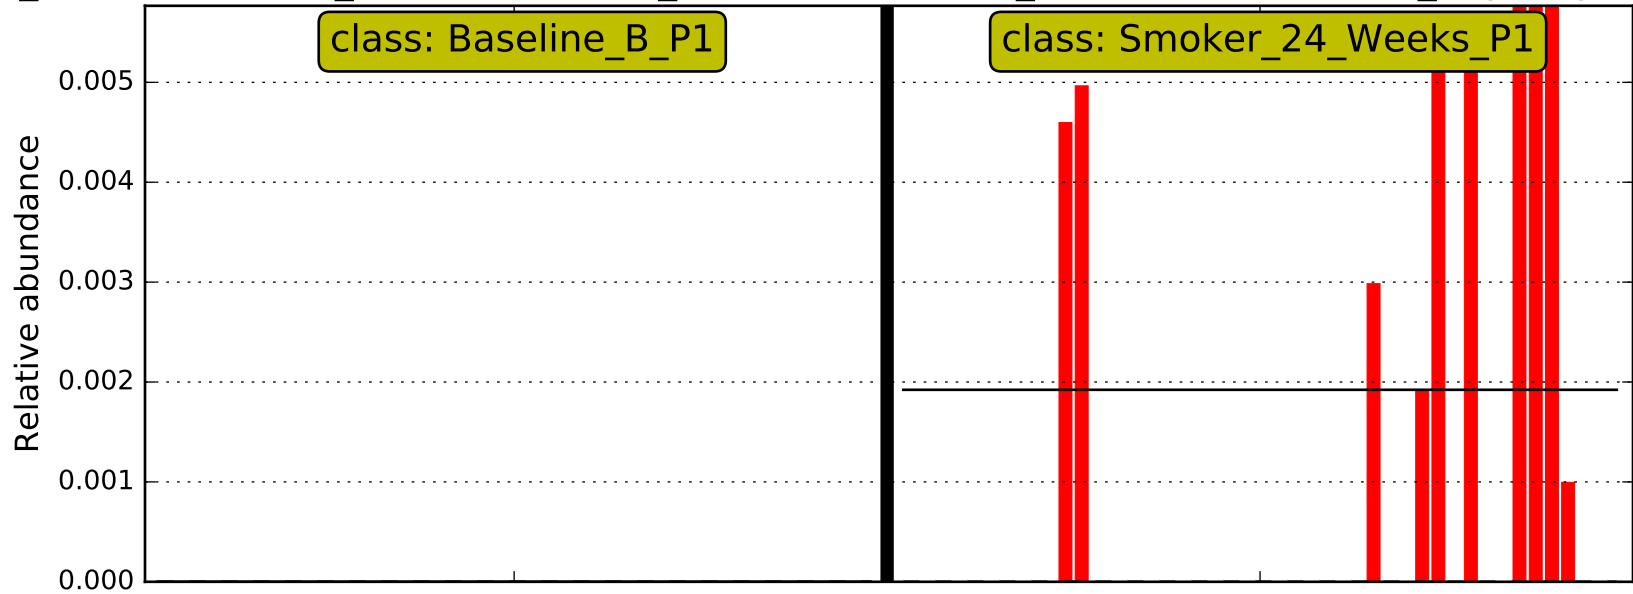 class: Baseline_B_P1
class: Smoker_24_Weeks_P1
Relative abundance
0.005
0.004
0.003
0.002
0.001
0.000